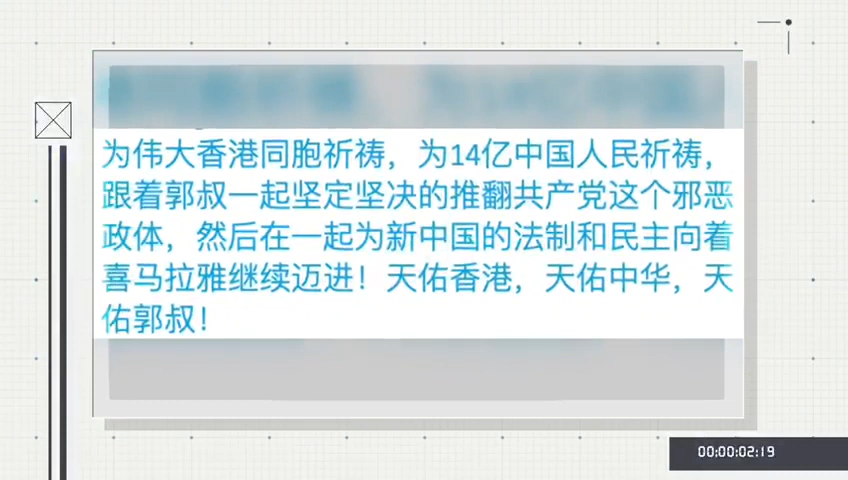 为伟大香港同胞祈祷，为14亿中国人民祈祷，
跟着郭叔一起坚定坚决的推翻共产党这个邪恶
政体，然后在一起为新中国的法制和民主向着
喜马拉雅继续迈进！天佑香港，天佑中华，天
佑郭叔！
00:00:02:19